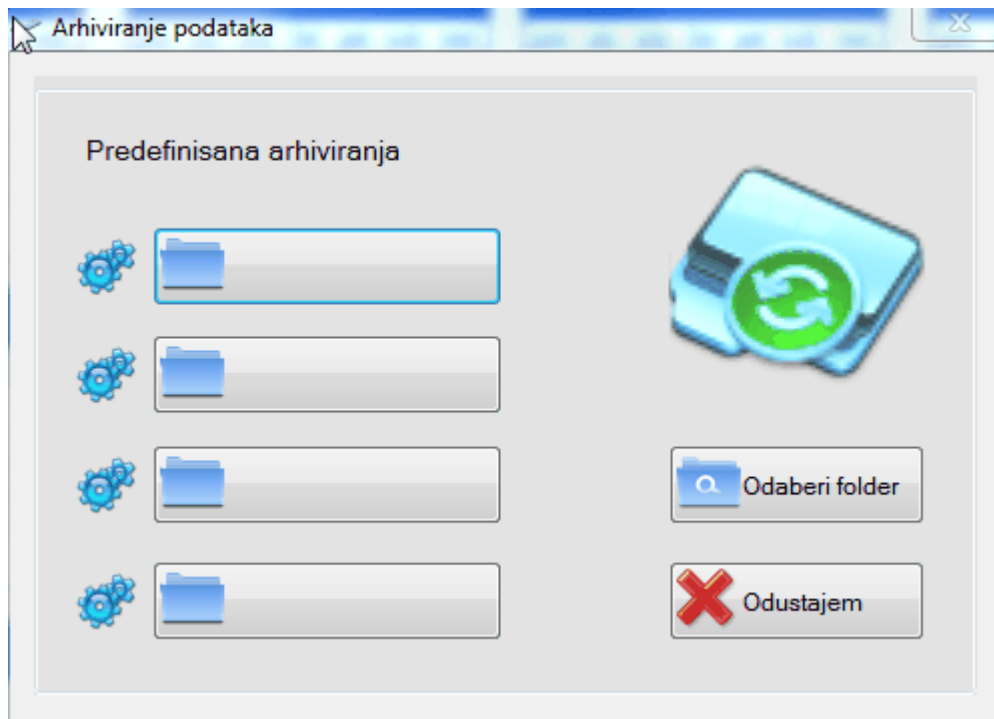 Arhiviranje podataka
Predefinisana arhiviranja
Odaberi folder
Odustajem